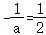 -1/a = 1/2